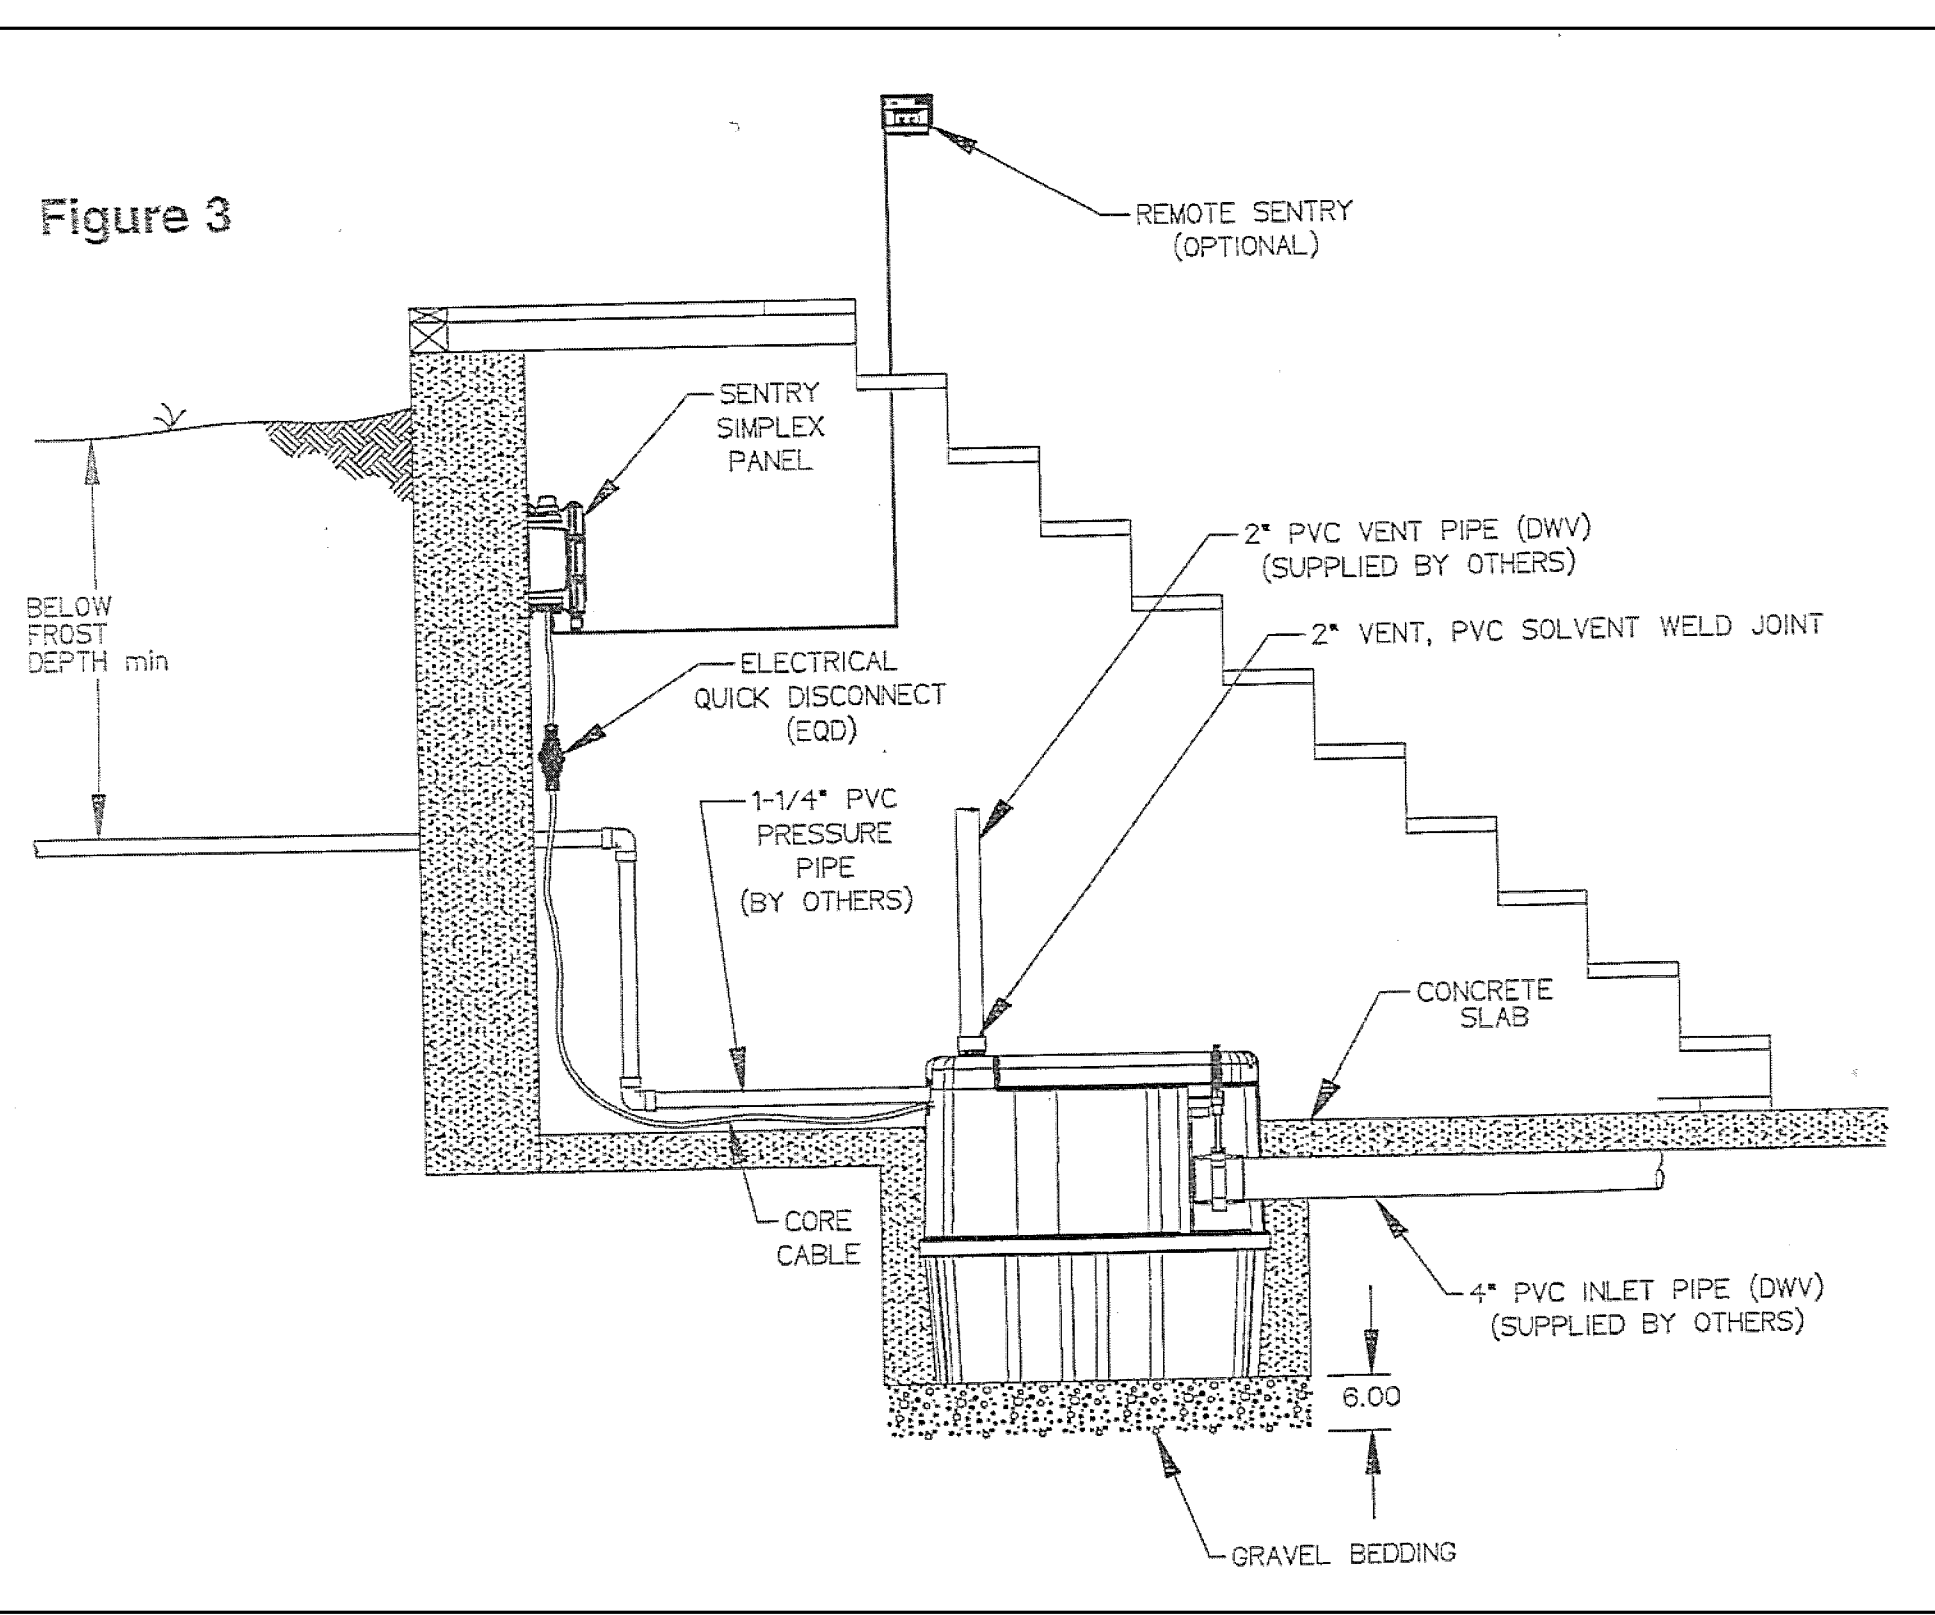 Figure 3
REMOTE SENTRY
(OPTIONAL)
SENTRY
SIMPLEX
PANEL
2" PVC VENT PIPE (DWV)
(SUPPLIED BY OTHERS)
2" VENT, PVC SOLVENT WELD JOINT
BELOW
FROST
DEPTH min
ELECTRICAL
QUICK DISCONNECT
(EQD)
1-1/4" PVC
PRESSURE
PIPE
(BY OTHERS)
CONCRETE
SLAB
CORE
CABLE
4" PVC INLET PIPE (DWV)
(SUPPLIED BY OTHERS)
6.00
GRAVEL BEDDING